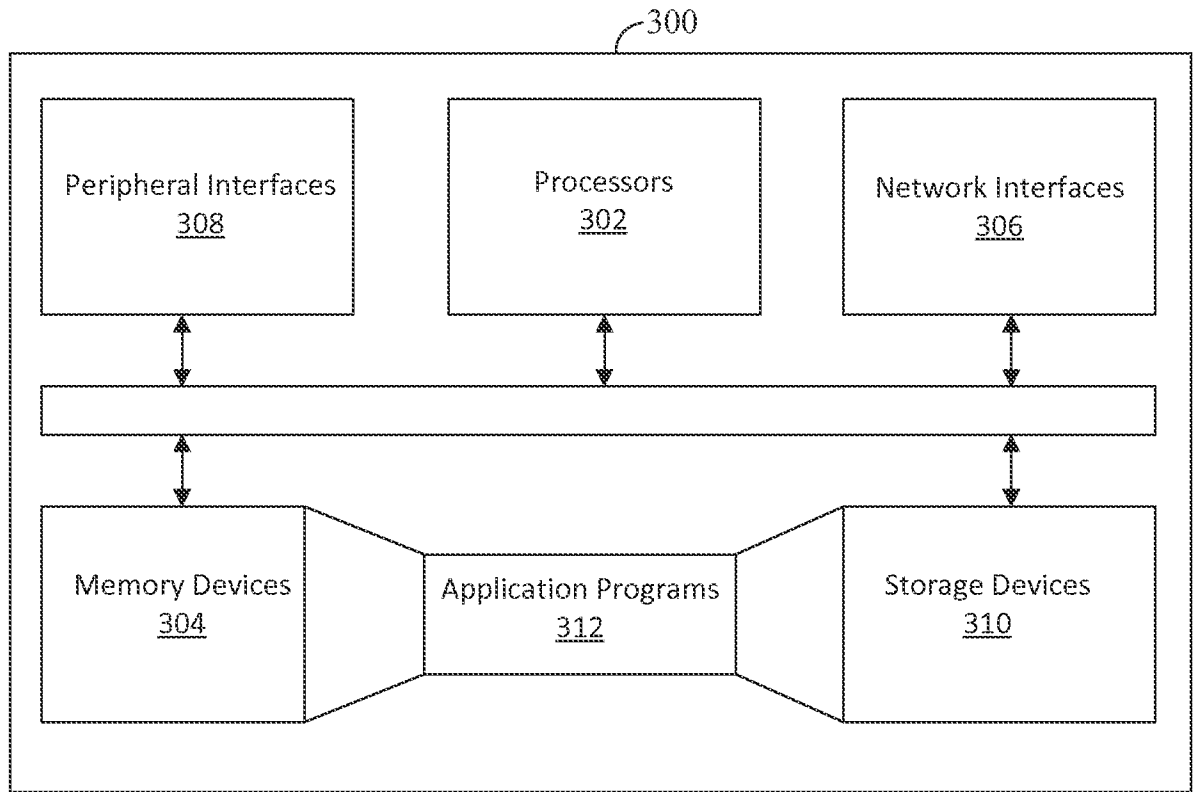 300
Peripheral Interfaces
308
Processors
302
Network Interfaces
306
Memory Devices
304
Application Programs
312
Storage Devices
310